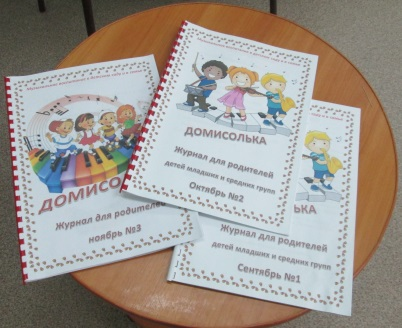 ДОМИСОЛЬКА
Журнал для родителей
ноябрь №3
ДОМИСОЛЬКА
Журнал для родителей
детей младших и средних групп
Октябрь №2
Журнал для родителей
детей младших и средних групп
Сентябрь №1